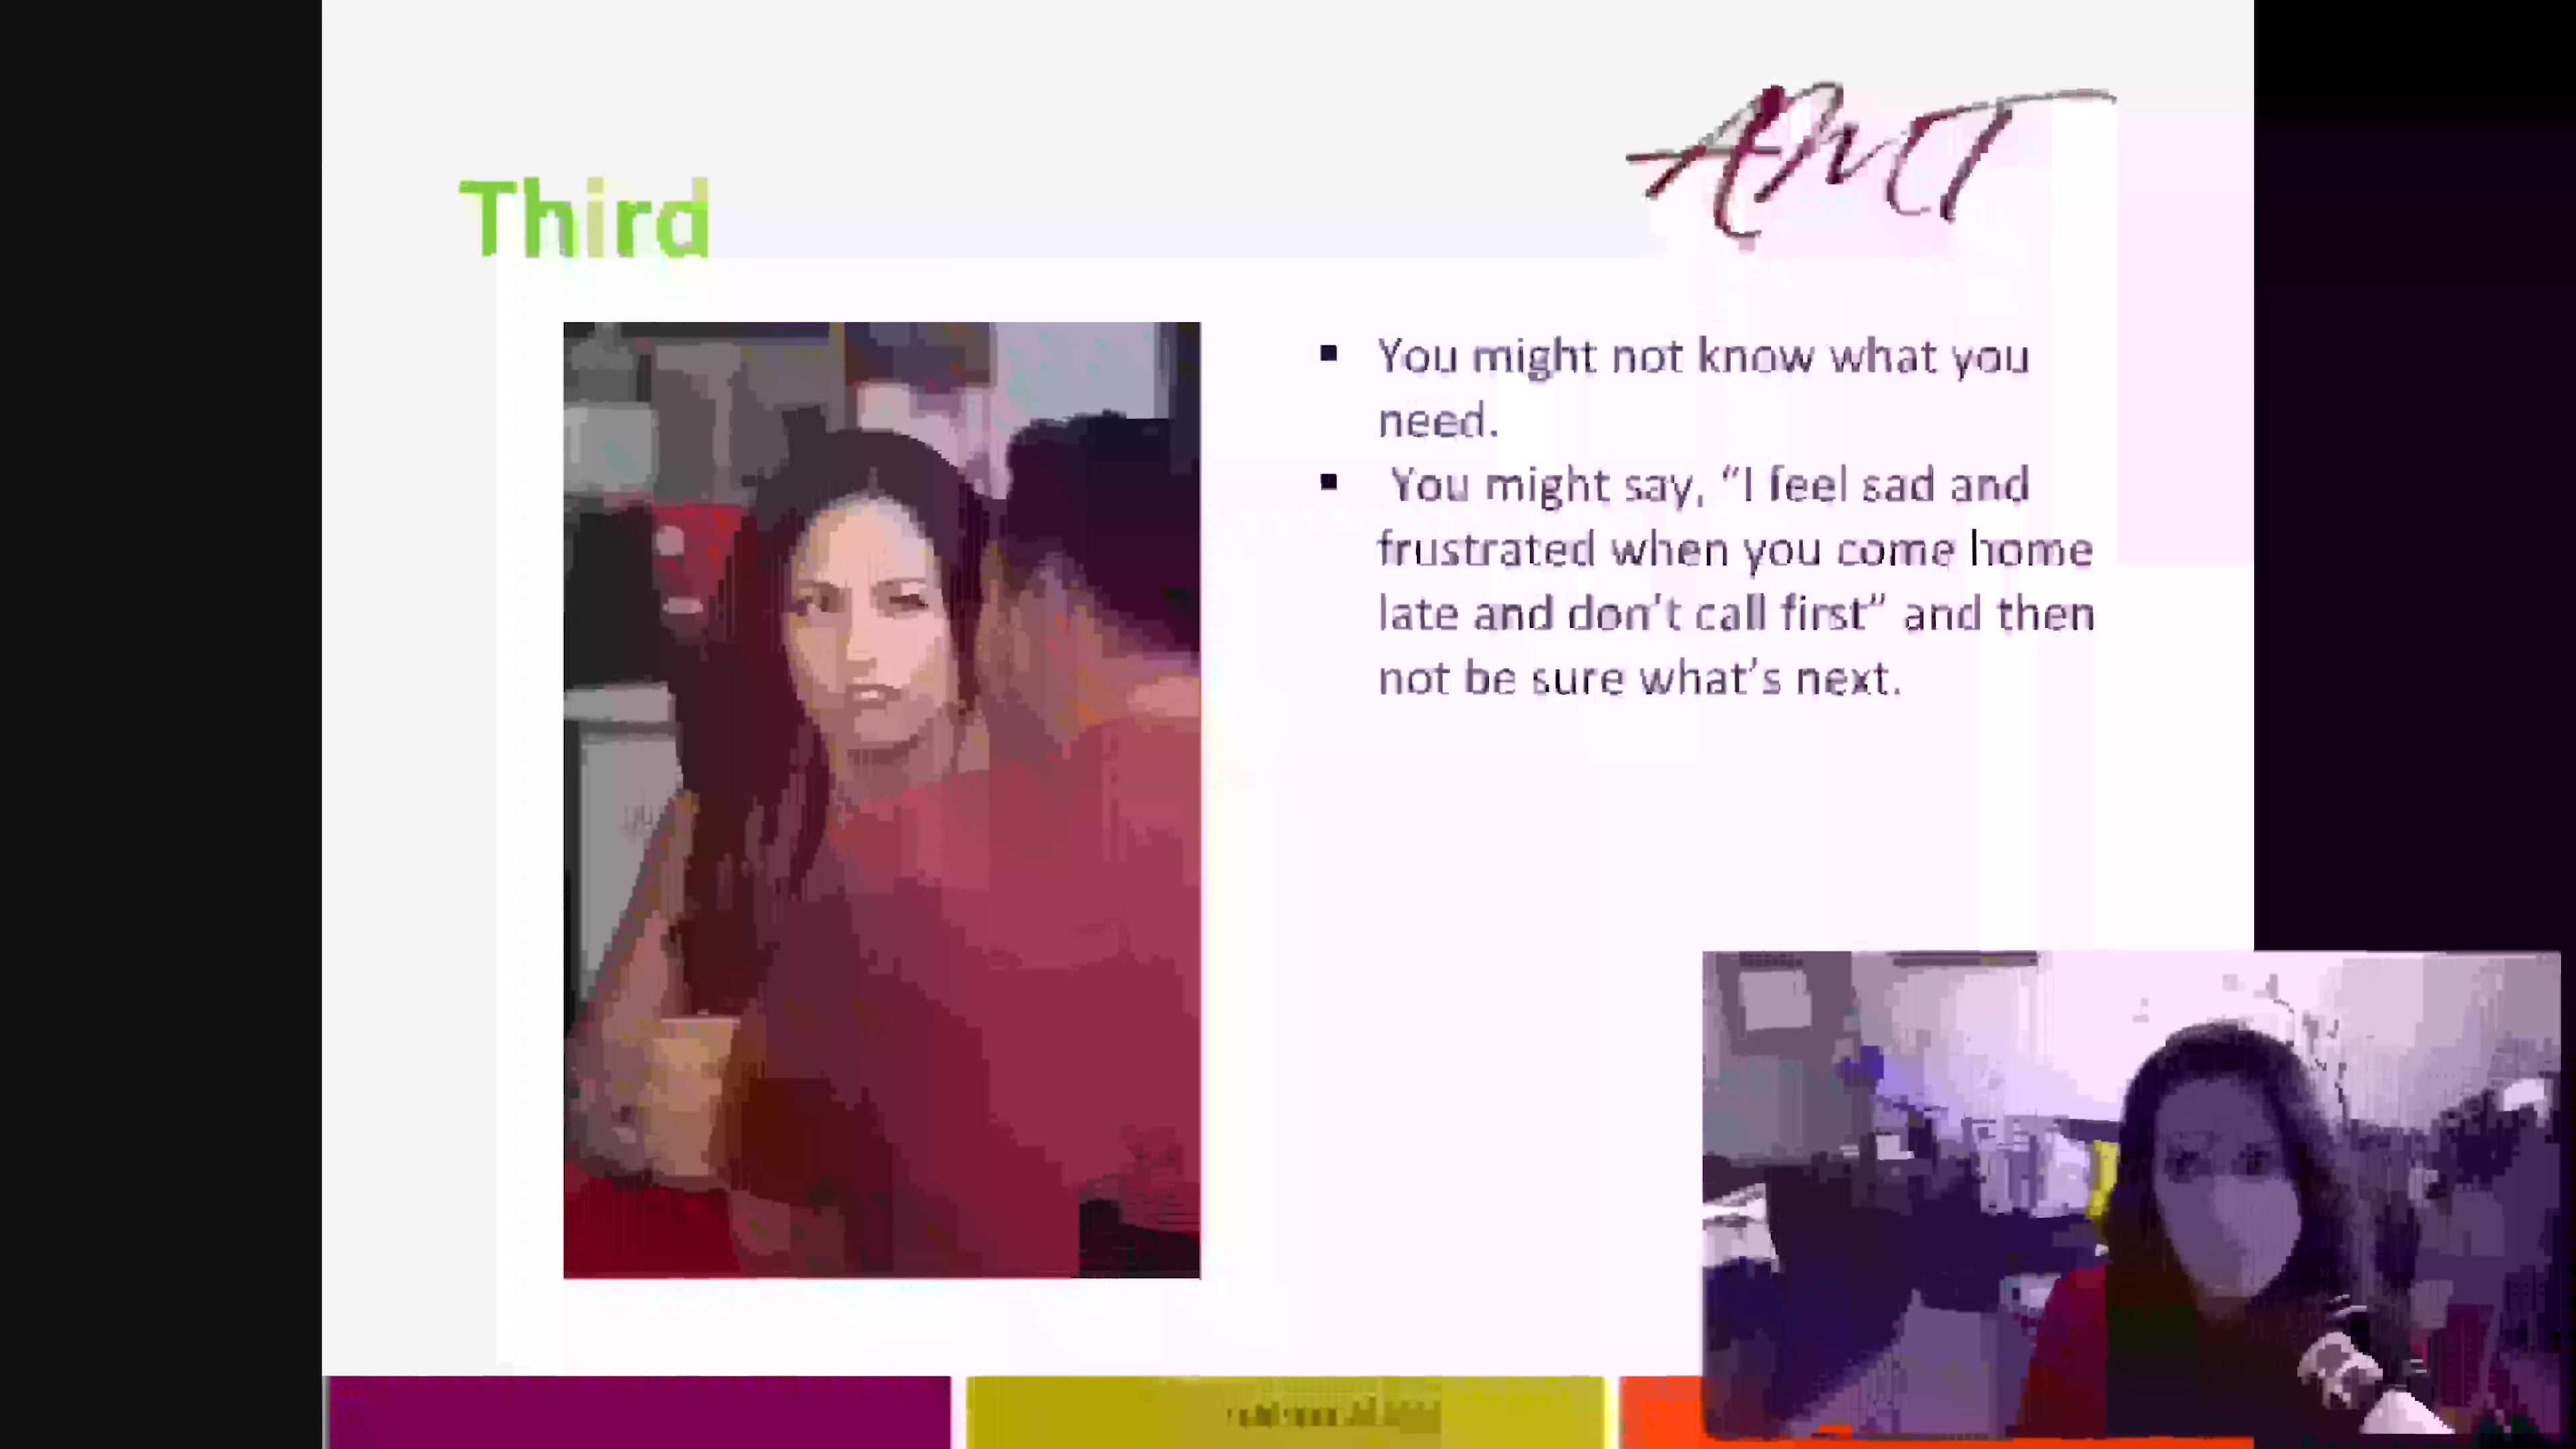 AMT
Third
▪ You might not know what you
need.
▪ You might say, “I feel sad and
frustrated when you come home
late and don’t call first” and then
not be sure what’s next.